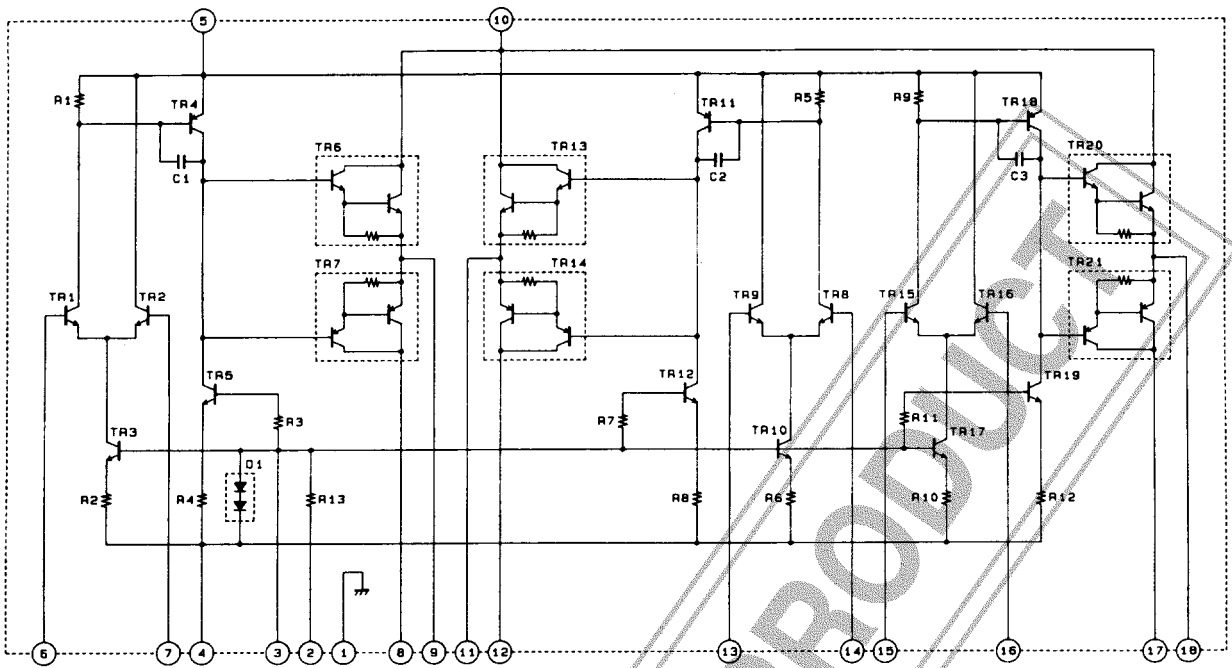 5 10
R1 TR4 TR11 R5 R9 TR18
C1 TR6 TR13 C2 C3 TR20
TR7 TR14 TR21
TR1 TR2 TR9 TR8 TR15 TR16
TR5 TR12 TR19
R3 R7 R11
TR3 D1 TR10 TR17
R2 R4 R13 R8 R6 R10 R12
6 7 4 3 2 1 8 9 11 12 13 14 15 16 17 18
PRODUCT